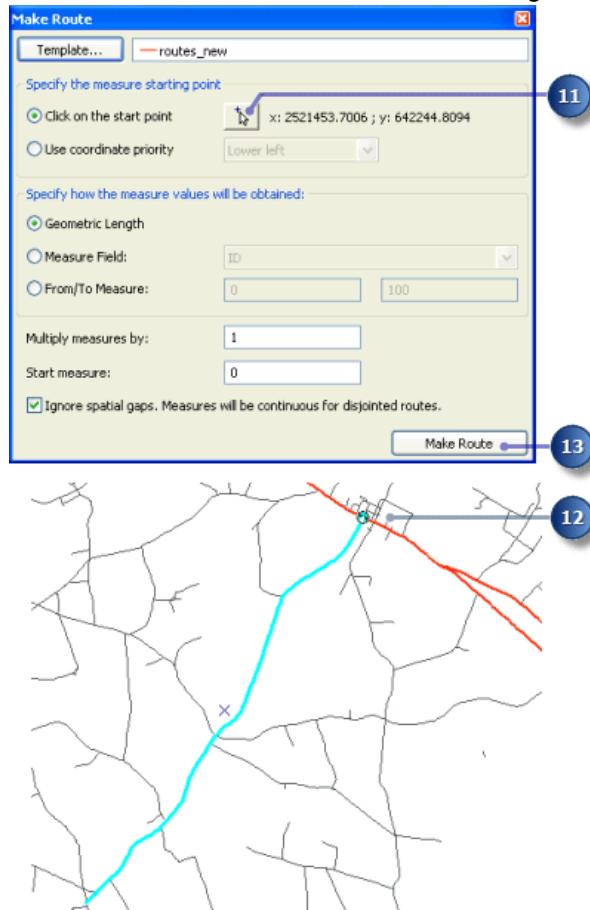 Make Route
Template... routes_new
Specify the measure starting point
Click on the start point x: 2521453.7006 ; y: 642244.8094
11
Use coordinate priority Lower left
Specify how the measure values will be obtained:
Geometric Length
Measure Field: ID
From/To Measure: 0 100
Multiply measures by: 1
Start measure: 0
Ignore spatial gaps. Measures will be continuous for disjointed routes.
Make Route
13
12